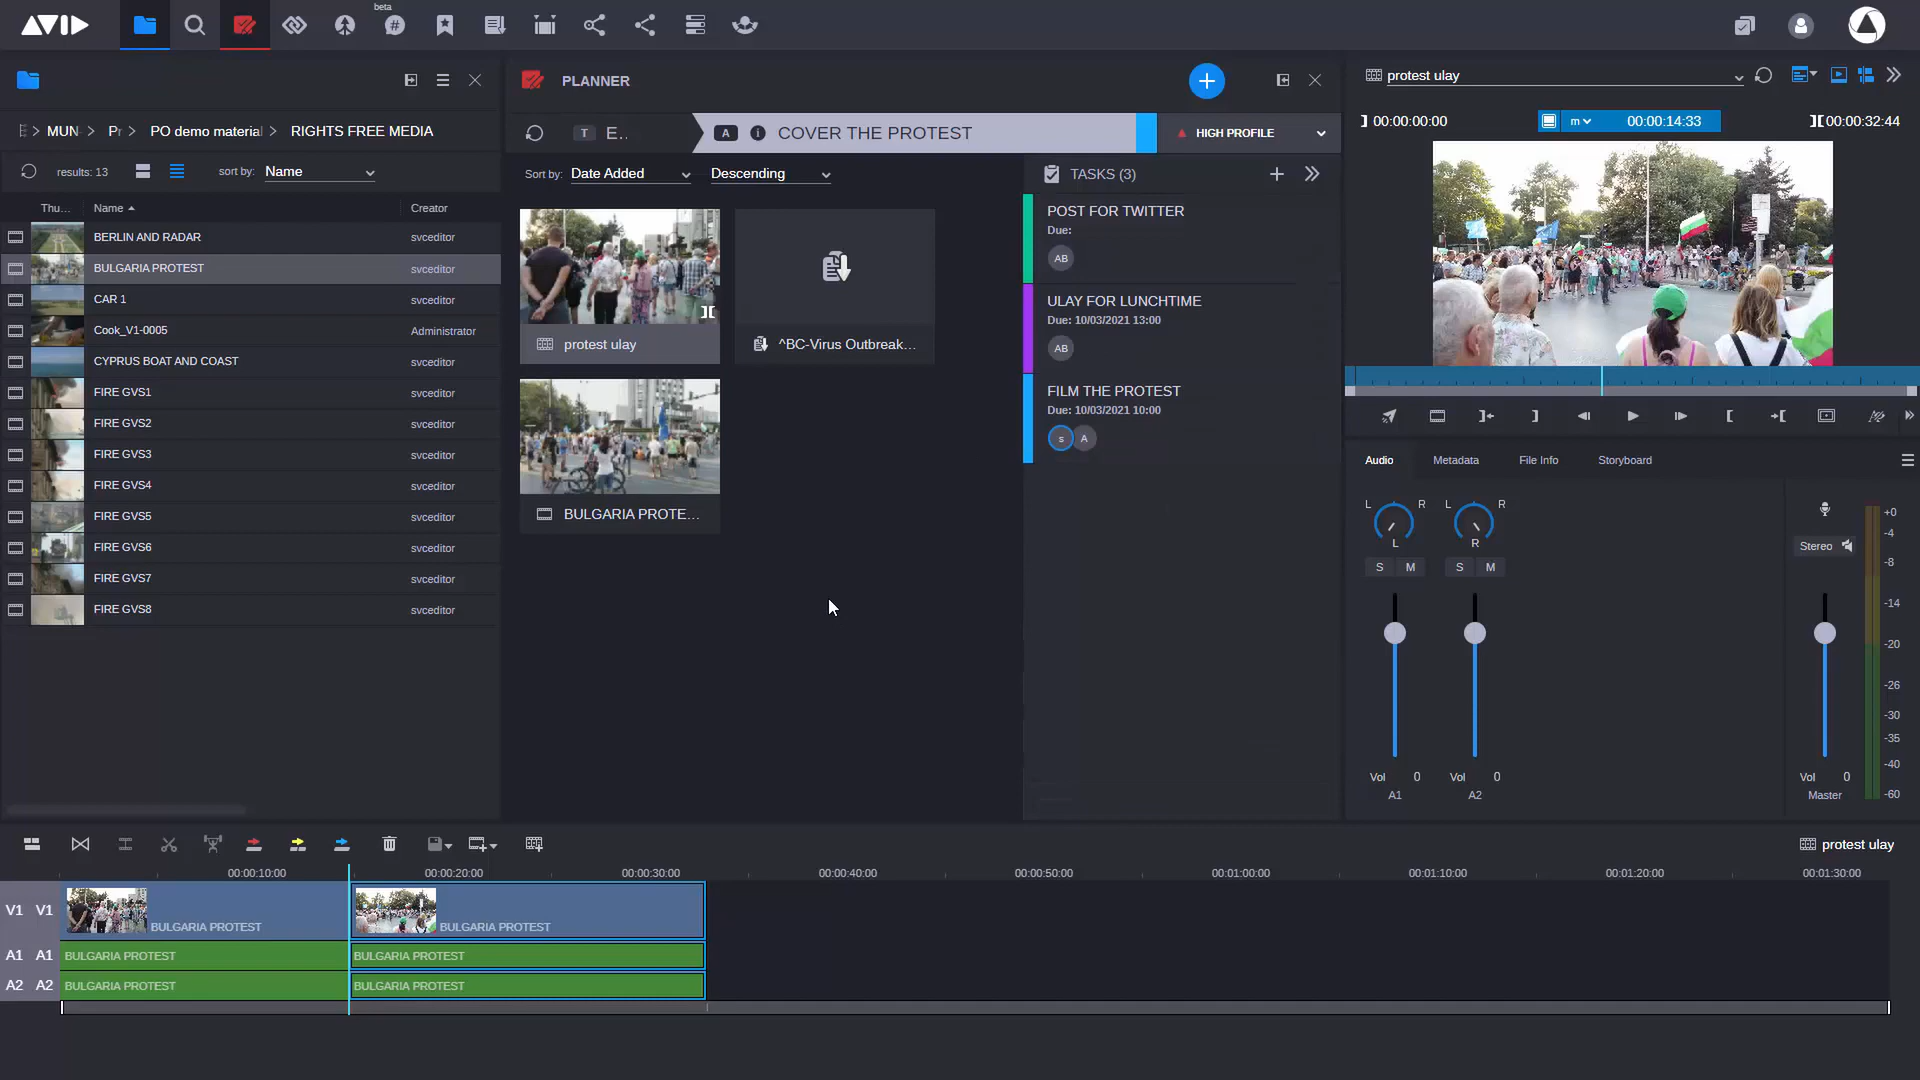 AVID
beta
MUN
PO demo material
RIGHTS FREE MEDIA
results: 13
sort by:
Name
Thu...
Name
Creator
BERLIN AND RADAR
svceditor
BULGARIA PROTEST
svceditor
CAR 1
svceditor
Cook_V1-0005
Administrator
CYPRUS BOAT AND COAST
svceditor
FIRE GVS1
svceditor
FIRE GVS2
svceditor
FIRE GVS3
svceditor
FIRE GVS4
svceditor
FIRE GVS5
svceditor
FIRE GVS6
svceditor
FIRE GVS7
svceditor
FIRE GVS8
svceditor
PLANNER
T
E..
A
COVER THE PROTEST
HIGH PROFILE
Sort by:
Date Added
Descending
protest ulay
^BC-Virus Outbreak...
BULGARIA PROTE...
TASKS (3)
POST FOR TWITTER
Due:
AB
ULAY FOR LUNCHTIME
Due: 10/03/2021 13:00
AB
FILM THE PROTEST
Due: 10/03/2021 10:00
s A
protest ulay
00:00:00:00
m
00:00:14:33
00:00:32:44
Audio
Metadata
File Info
Storyboard
L R L R
L R
S M S M
Stereo
+0
-4
-8
-14
-20
-26
-30
-35
-40
-60
Vol 0 Vol 0 Vol 0
A1 A2 Master
protest ulay
00:00:10:00
00:00:20:00
00:00:30:00
00:00:40:00
00:00:50:00
00:01:00:00
00:01:10:00
00:01:20:00
00:01:30:00
V1 V1
BULGARIA PROTEST
BULGARIA PROTEST
A1 A1
BULGARIA PROTEST
BULGARIA PROTEST
A2 A2
BULGARIA PROTEST
BULGARIA PROTEST